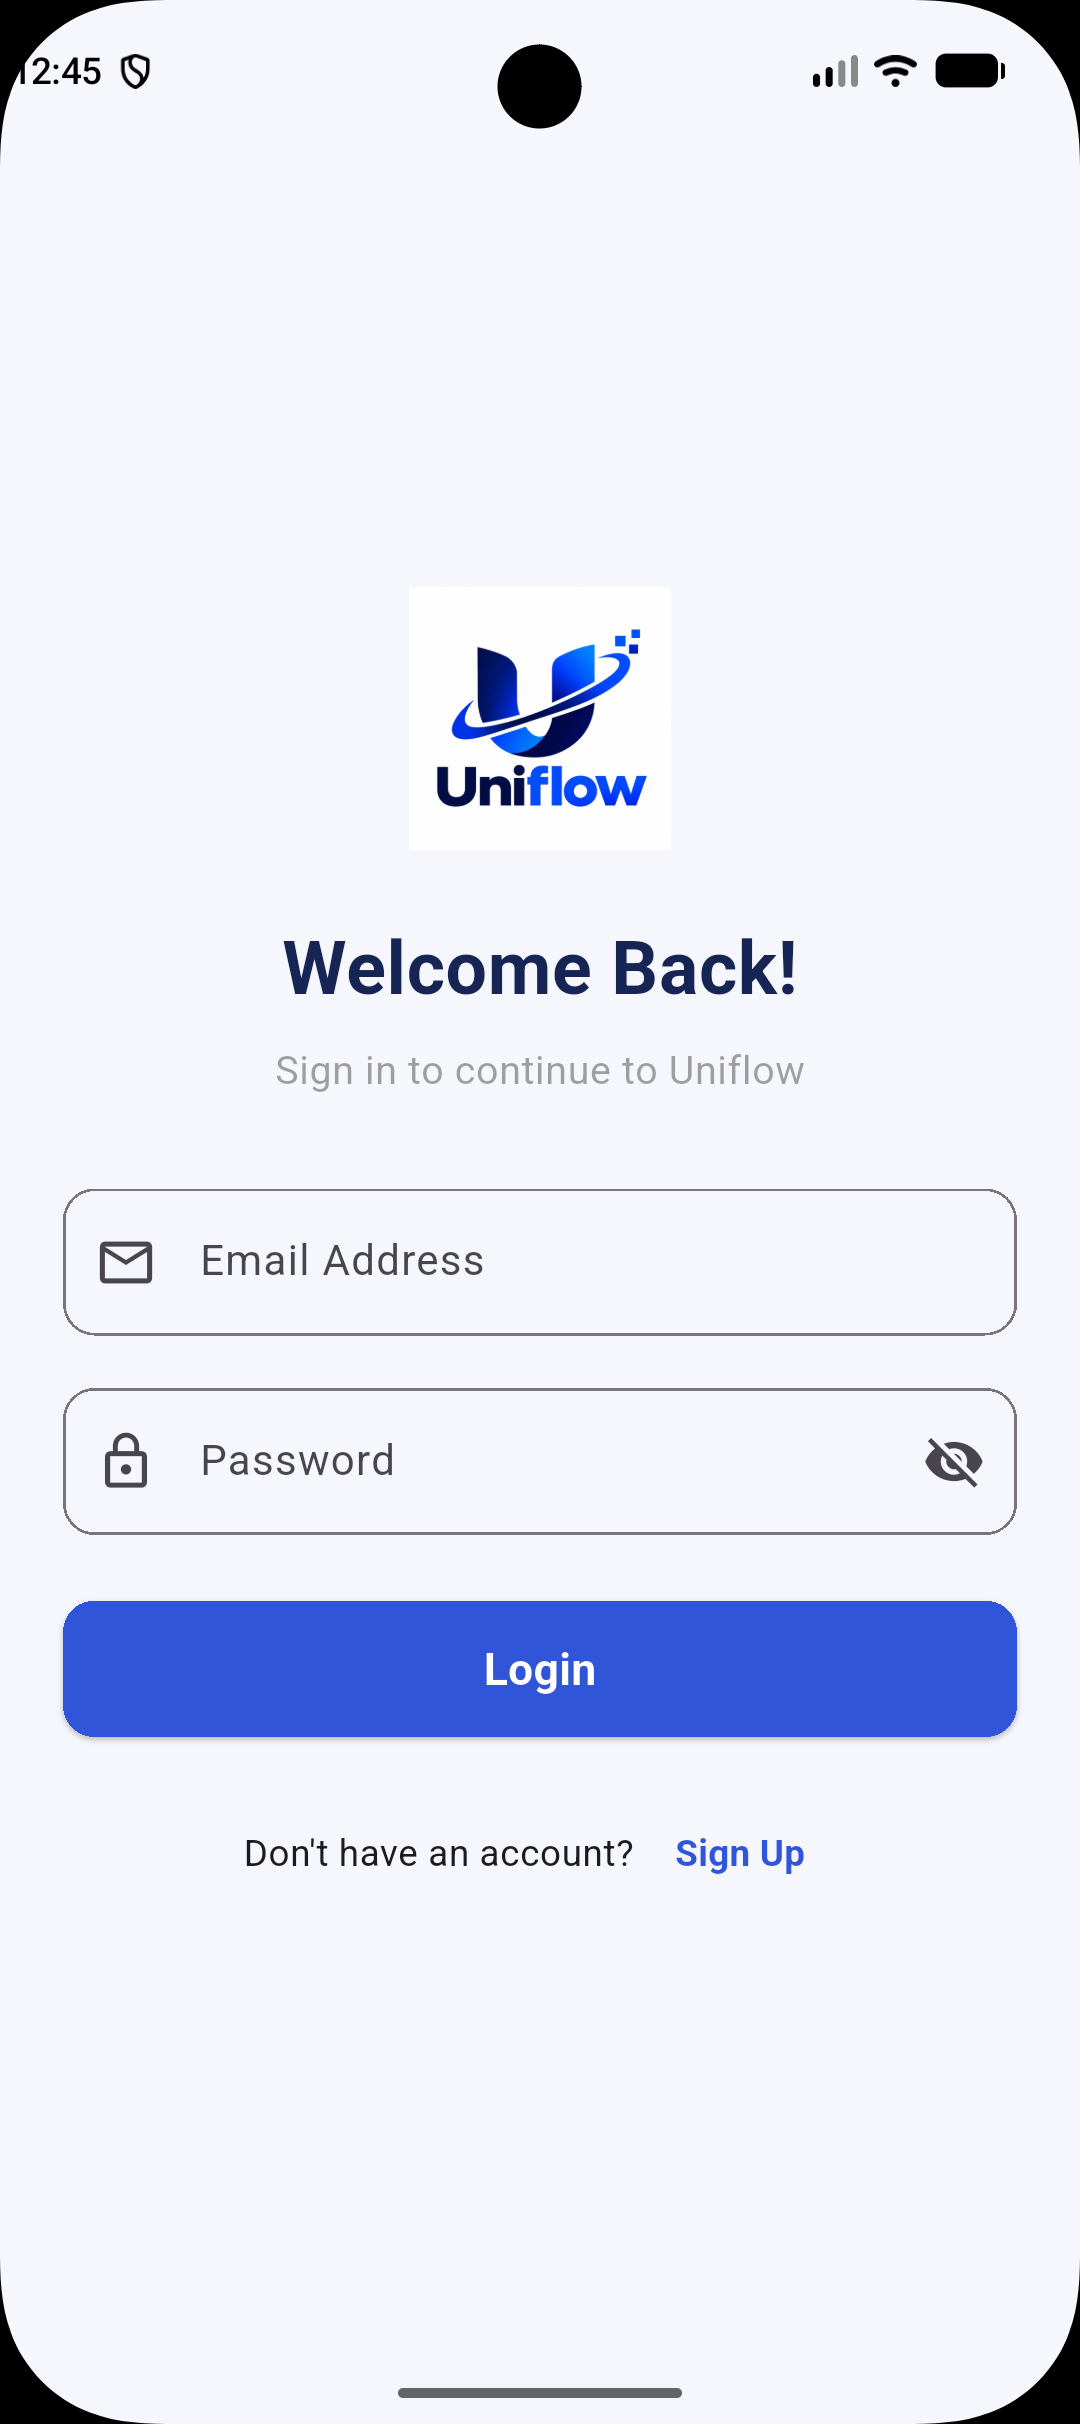 12:45
Uniflow
Welcome Back!
Sign in to continue to Uniflow
Email Address
Password
Login
Don't have an account? Sign Up